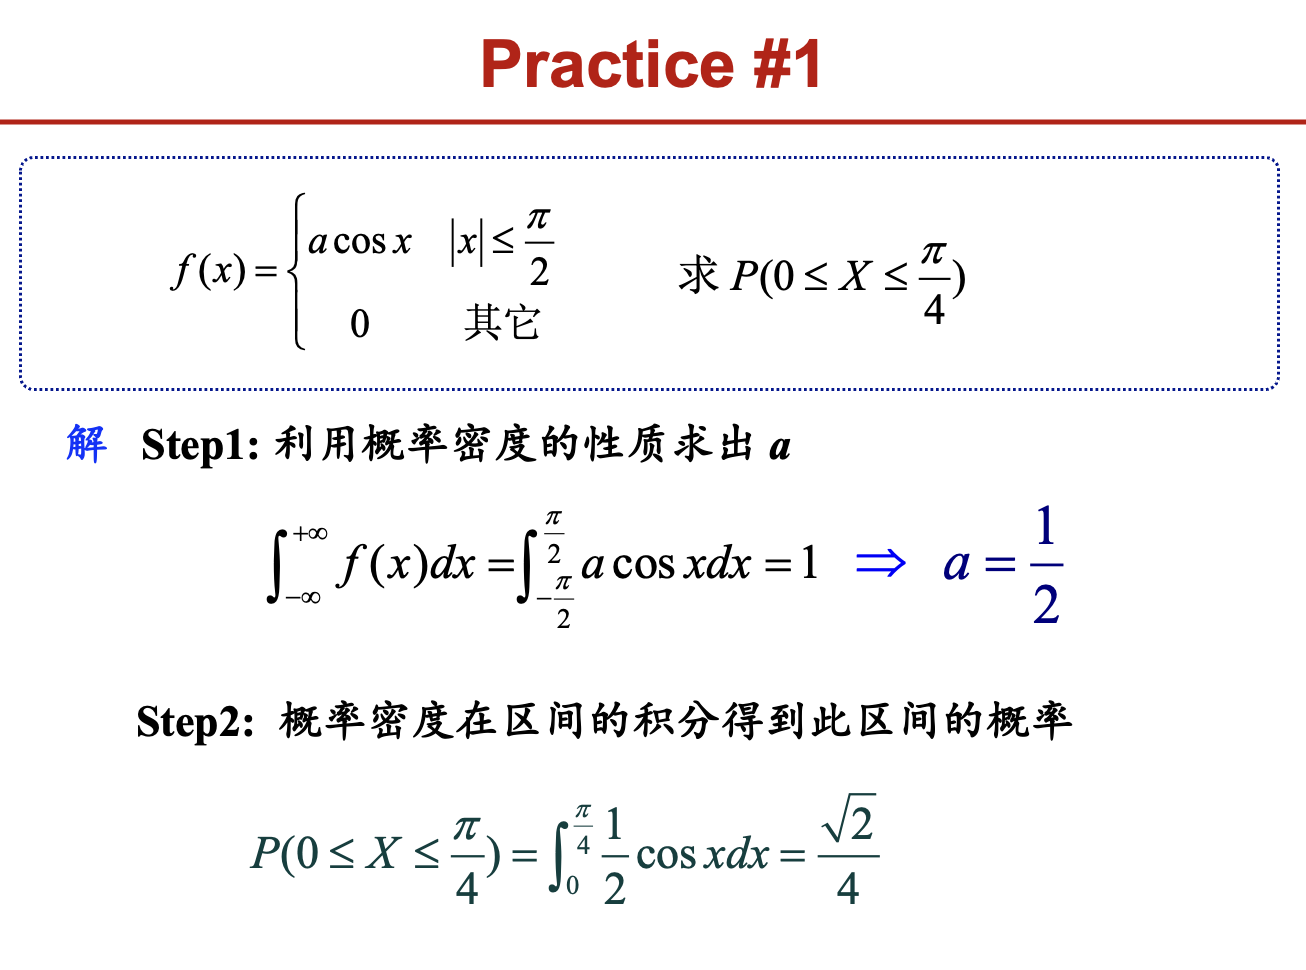 Practice #1
f(x) = { a cos x |x| ≤ π/2
0 其它
求 P(0 ≤ X ≤ π/4)
解 Step1: 利用概率密度的性质求出 a
∫_{-∞}^{+∞} f(x)dx = ∫_{-π/2}^{π/2} a cos xdx = 1 ⇒ a = 1/2
Step2: 概率密度在区间的积分得到此区间的概率
P(0 ≤ X ≤ π/4) = ∫_0^{π/4} 1/2 cos xdx = √2/4